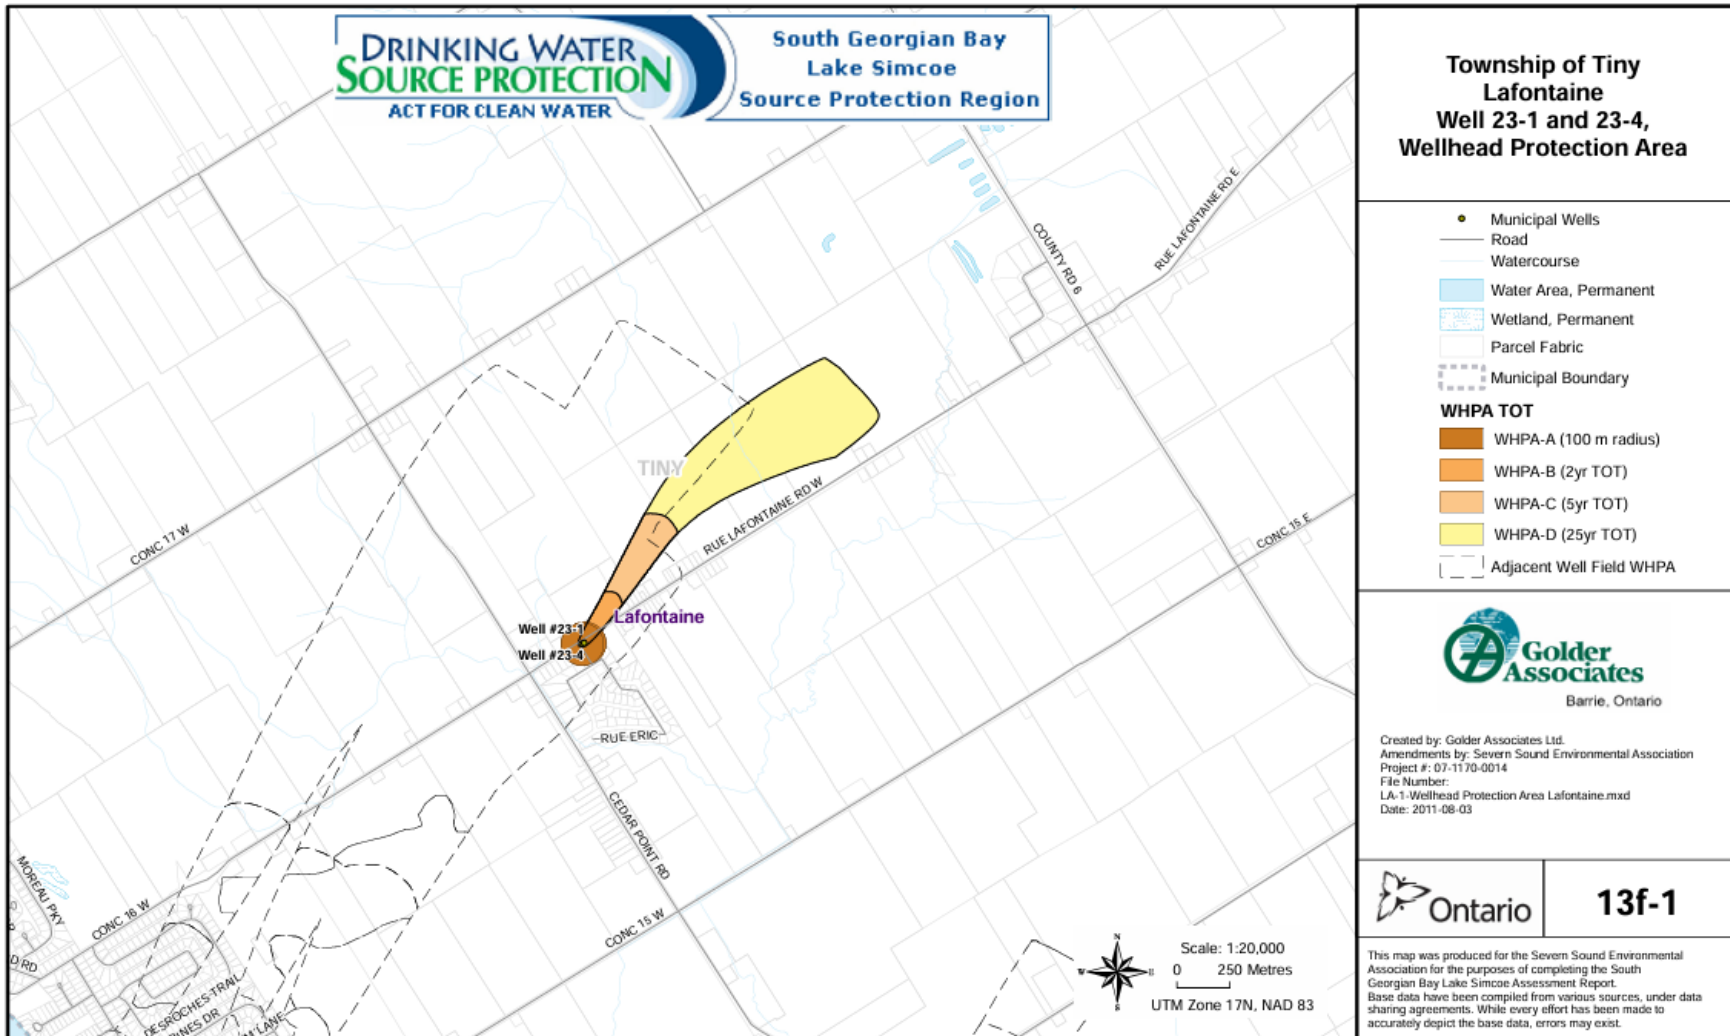 DRINKING WATER
SOURCE PROTECTION
ACT FOR CLEAN WATER
South Georgian Bay
Lake Simcoe
Source Protection Region
Township of Tiny
Lafontaine
Well 23-1 and 23-4,
Wellhead Protection Area
Municipal Wells
Road
Watercourse
Water Area, Permanent
Wetland, Permanent
Parcel Fabric
Municipal Boundary
WHPA TOT
WHPA-A (100 m radius)
WHPA-B (2yr TOT)
WHPA-C (5yr TOT)
WHPA-D (25yr TOT)
Adjacent Well Field WHPA
Golder
Associates
Barrie, Ontario
Created by: Golder Associates Ltd.
Amendments by: Severn Sound Environmental Association
Project #: 07-1170-0014
File Number:
LA-1-Wellhead Protection Area Lafontaine.mxd
Date: 2011-08-03
Ontario
13f-1
This map was produced for the Severn Sound Environmental
Association for the purposes of completing the South
Georgian Bay Lake Simcoe Assessment Report.
Base data have been compiled from various sources, under data
sharing agreements. While every effort has been made to
accurately depict the base data, errors may exist.
COUNTY RD 6
RUE LAFONTAINE RD E
TINY
RUE LAFONTAINE RD W
CONC 17 W
CONC 15 E
Lafontaine
Well #23-1
Well #23-4
RUE ERIC
CEDAR POINT RD
MOREAU PKY
CONC 16 W
CONC 15 W
D RD
DESROCHES TRAIL
PINES DR
M LANE
N
W
E
S
Scale: 1:20,000
0 250 Metres
UTM Zone 17N, NAD 83